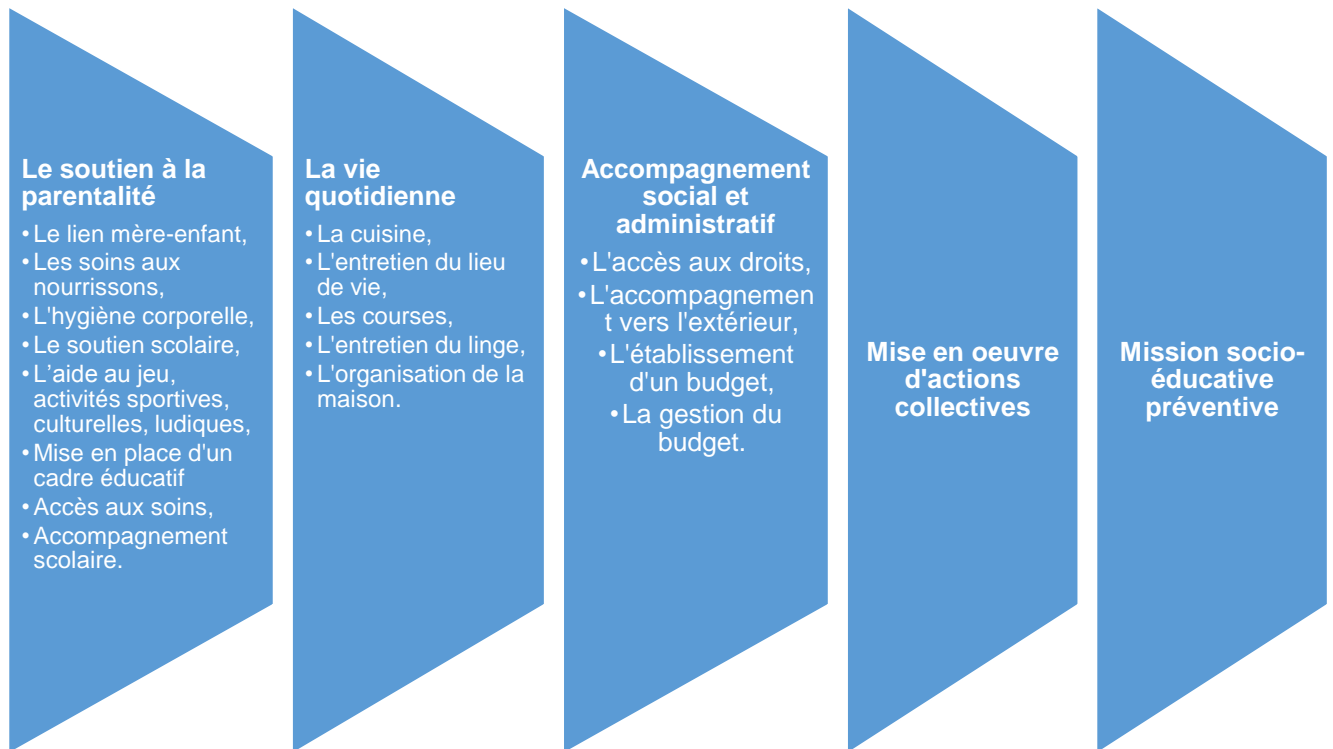 Le soutien à la
parentalité
• Le lien mère-enfant,
• Les soins aux
nourrissons,
• L'hygiène corporelle,
• Le soutien scolaire,
• L’aide au jeu,
activités sportives,
culturelles, ludiques,
• Mise en place d'un
cadre éducatif
• Accès aux soins,
• Accompagnement
scolaire.
La vie
quotidienne
• La cuisine,
• L'entretien du lieu
de vie,
• Les courses,
• L'entretien du linge,
• L'organisation de la
maison.
Accompagnement
social et
administratif
• L'accès aux droits,
• L'accompagnemen
t vers l'extérieur,
• L'établissement
d'un budget,
• La gestion du
budget.
Mise en oeuvre
d'actions
collectives
Mission socio-
éducative
préventive